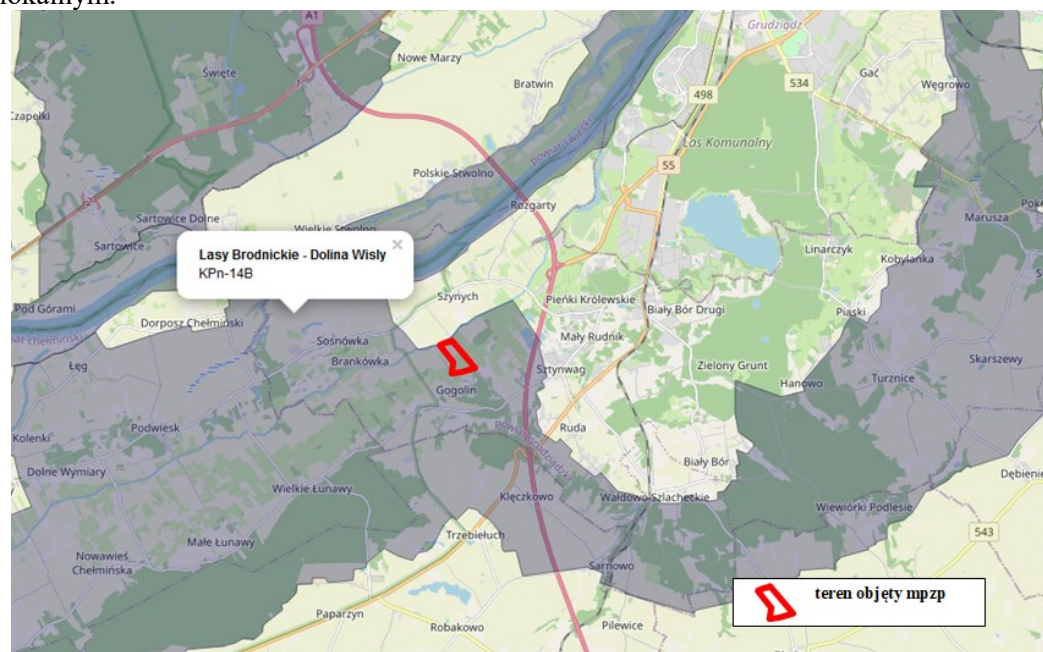 lokalnym.
A1
Grudziądz
Nowe Marzy
Święte
Gać
534
Węgrowo
Bratwin
498
Czapelki
powiat świecki
Las Komunalny
55
Polskie Stwolno
Rozgarty
Marusza
Sartowice Dolne
Wielkie Stwolno
Sartowice
Linarczyk
Kobylanka
Lasy Brodnickie - Dolina Wisly
KPn-14B
Szynych
Pieńki Królewskie
Biały Bór Drugi
Piaski
Pod Górami
Dorposz Chełmiński
Mały Rudnik
Sosnówka
Brankówka
Skarszewy
Łęg
Sztynwag
Zielony Grunt
Turznice
Hanowo
Gogolin
Podwiesk
Ruda
Kolenki
Dolne Wymiary
Biały Bór
Dębienie
Wielkie Łunawy
Klęczkowo
Wałdowo Szlacheckie
Wiewiórki Podlesie
Trzebiełuch
543
Małe Łunawy
Nowawieś
Chełmińska
Sarnowo
teren objęty mpzp
Paparzyn
Robakowo
Pilewice